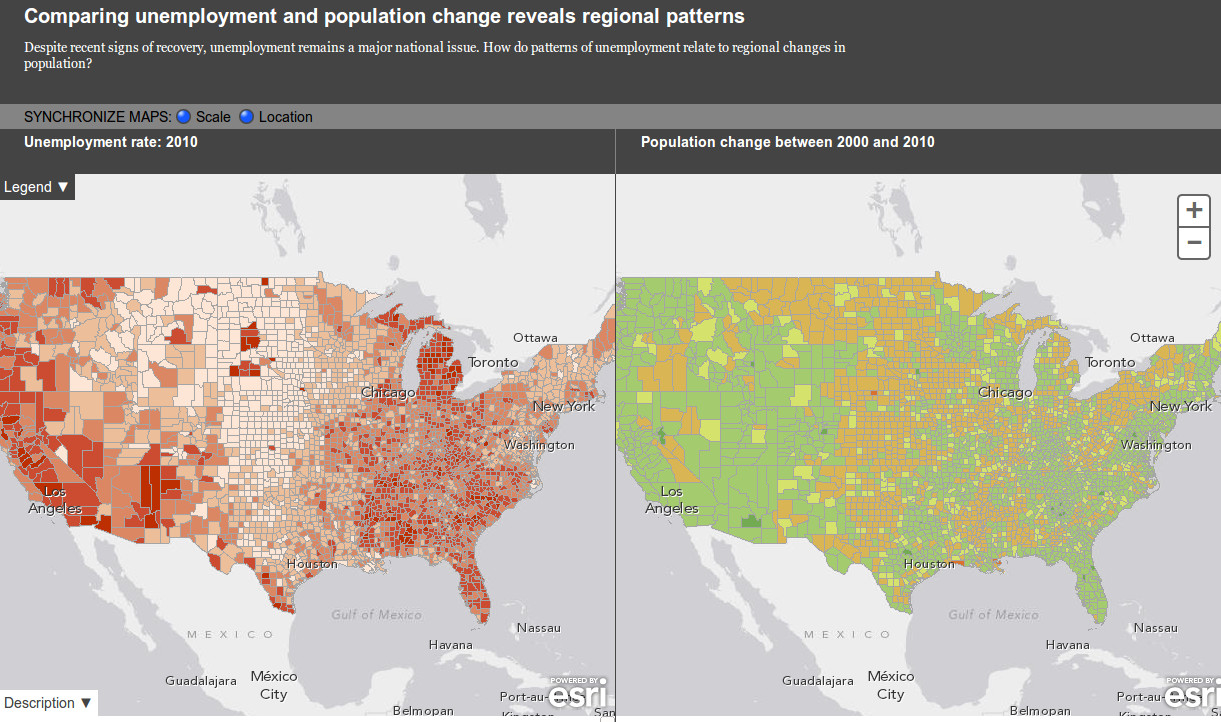 Comparing unemployment and population change reveals regional patterns
Despite recent signs of recovery, unemployment remains a major national issue. How do patterns of unemployment relate to regional changes in
population?
SYNCHRONIZE MAPS: Scale Location
Unemployment rate: 2010
Legend ▼
Ottawa
Toronto
Chicago
New York
Washington
Los
Angeles
Houston
Gulf of Mexico
MEXICO
Nassau
Havana
Guadalajara
México
City
Port-au-
Belmopan
Kingston
San
POWERED BY
esri
Description ▼
Population change between 2000 and 2010
+
−
Ottawa
Toronto
Chicago
New York
Washington
Los
Angeles
Houston
Gulf of Mexico
MEXICO
Nassau
Havana
Guadalajara
México
City
Port-au-
Belmopan
Kingston
S
POWERED BY
esri